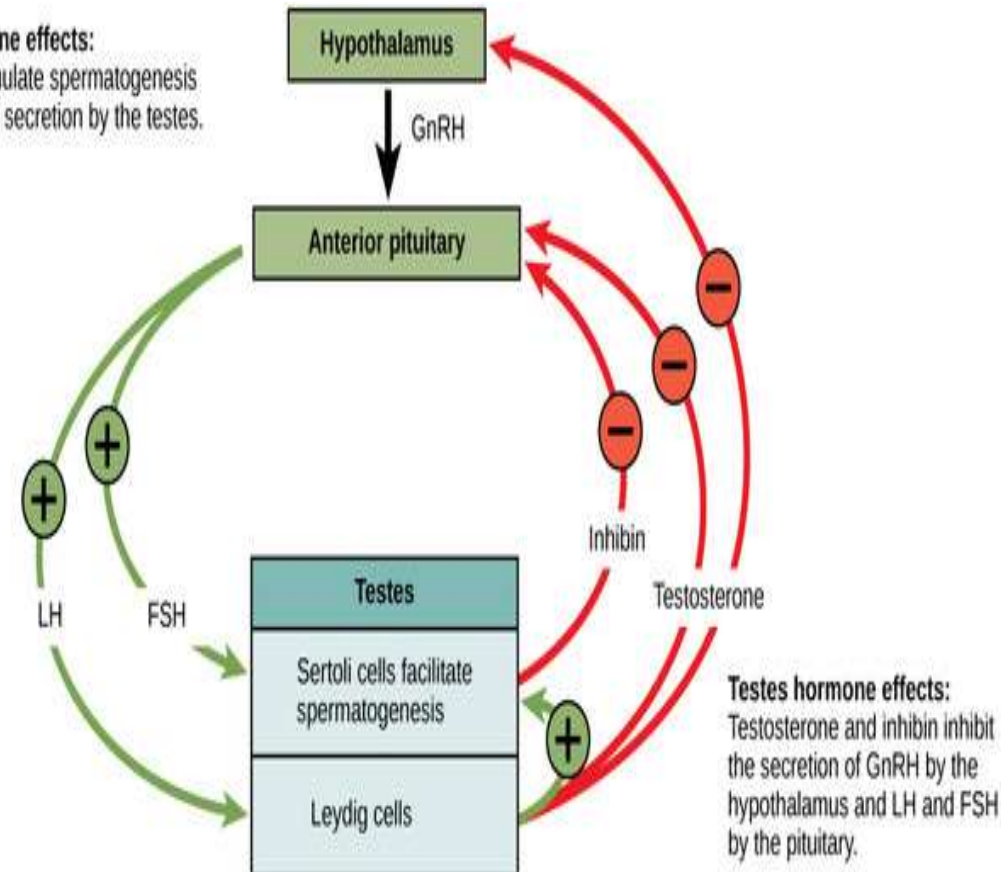 effects:
spermatogenesis
secretion by the testes.
Hypothalamus
GnRH
Anterior pituitary
+
+
−
−
−
LH
FSH
Inhibin
Testosterone
Testes
Sertoli cells facilitate
spermatogenesis
+
Leydig cells
Testes hormone effects:
Testosterone and inhibin inhibit
the secretion of GnRH by the
hypothalamus and LH and FSH
by the pituitary.